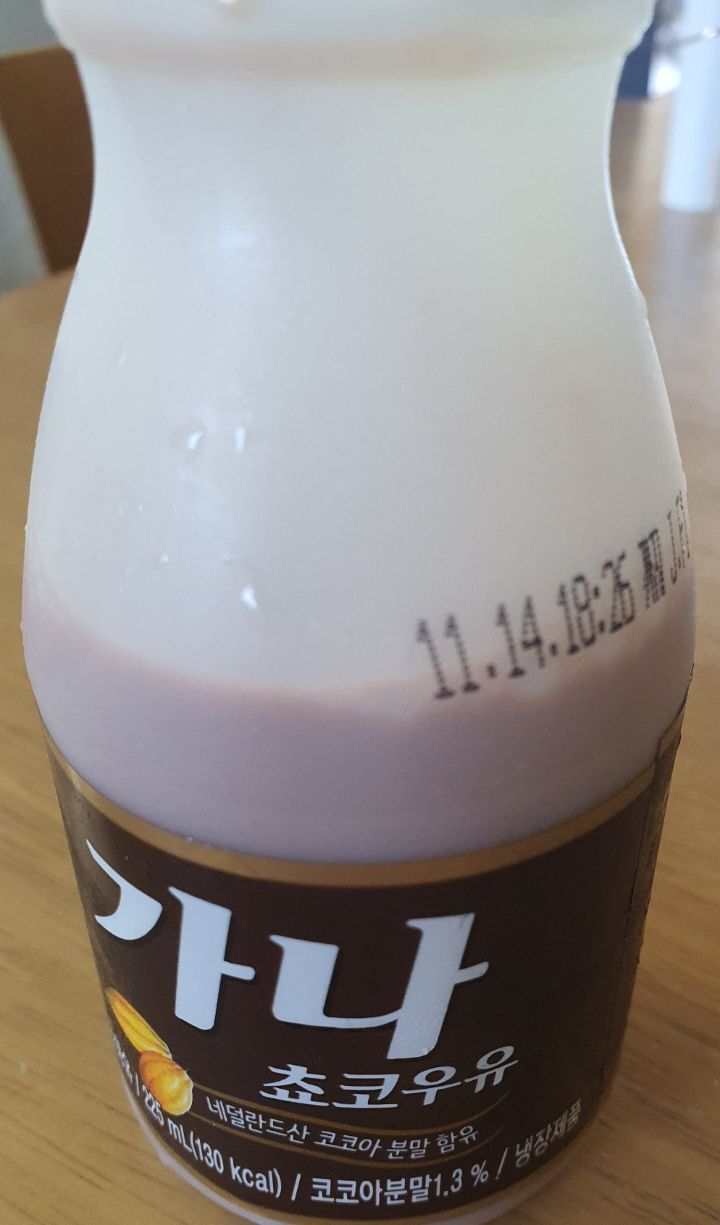 11.14.18:26
가나
쵸코우유
네덜란드산 코코아 분말 함유
225 mL(130 kcal) / 코코아분말1.3 % / 냉장제품